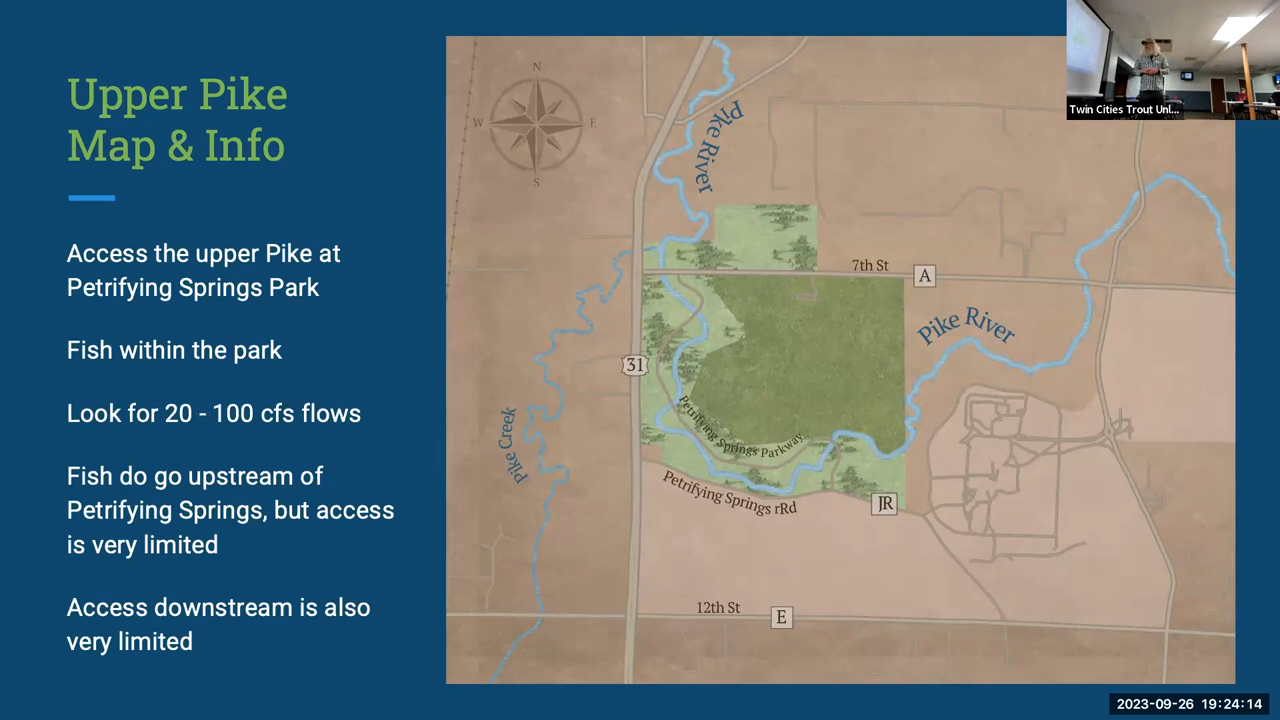 Upper Pike
Map & Info
Access the upper Pike at
Petrifying Springs Park
Fish within the park
Look for 20 - 100 cfs flows
Fish do go upstream of
Petrifying Springs, but access
is very limited
Access downstream is also
very limited
N
W
E
S
Pike River
7th St
A
Pike River
31
Petrifying Springs Parkway
Pike Creek
Petrifying Springs rRd
JR
12th St
E
Twin Cities Trout Unl...
2023-09-26 19:24:14